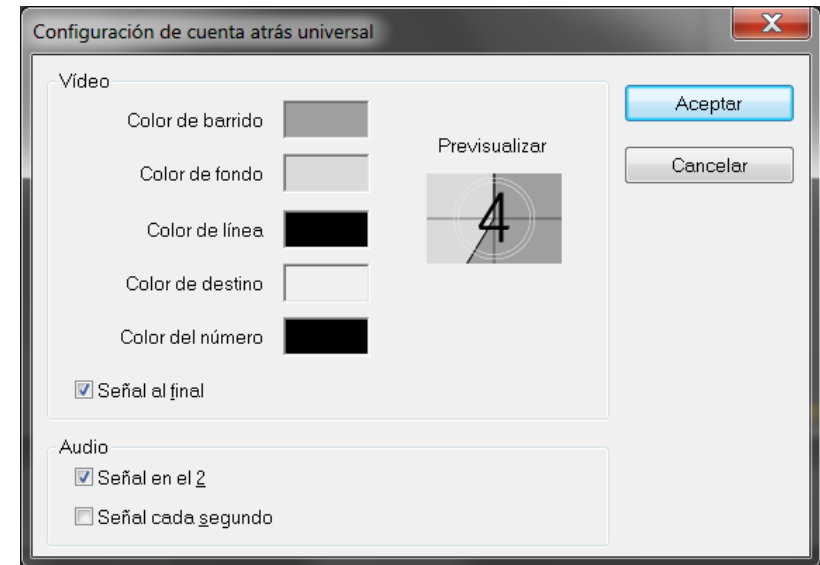 Configuración de cuenta atrás universal
Vídeo
Color de barrido
Color de fondo
Color de línea
Color de destino
Color del número
Previsualizar
4
Señal al final
Audio
Señal en el 2
Señal cada segundo
Aceptar
Cancelar